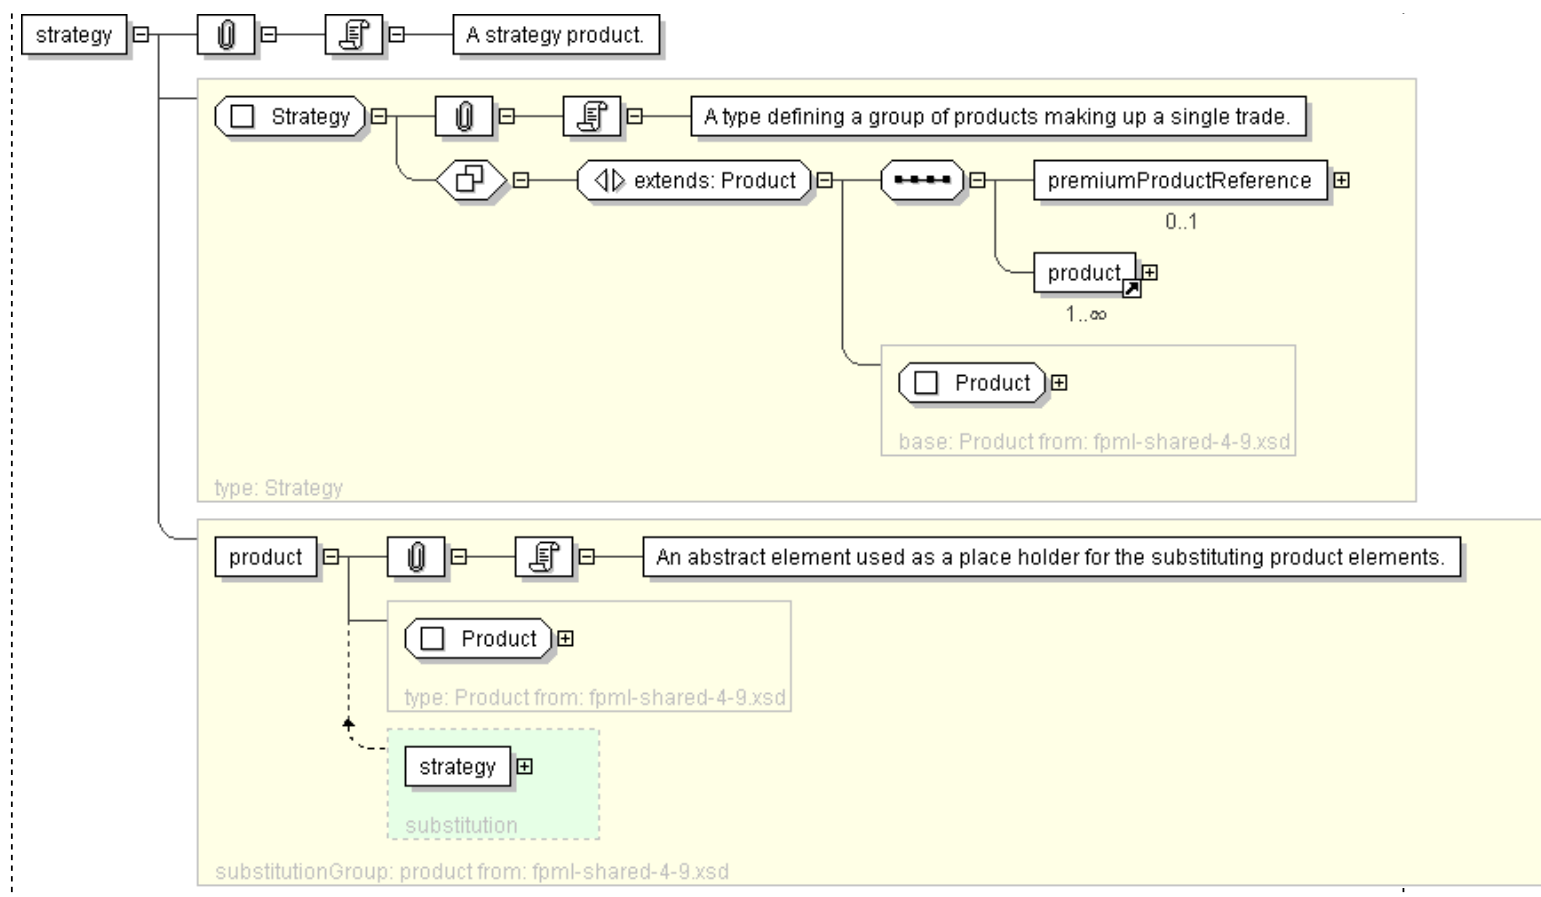 strategy
A strategy product.
Strategy
A type defining a group of products making up a single trade.
extends: Product
premiumProductReference
0..1
product
1..∞
Product
base: Product from: fpml-shared-4-9.xsd
type: Strategy
product
An abstract element used as a place holder for the substituting product elements.
Product
type: Product from: fpml-shared-4-9.xsd
strategy
substitution
substitutionGroup: product from: fpml-shared-4-9.xsd